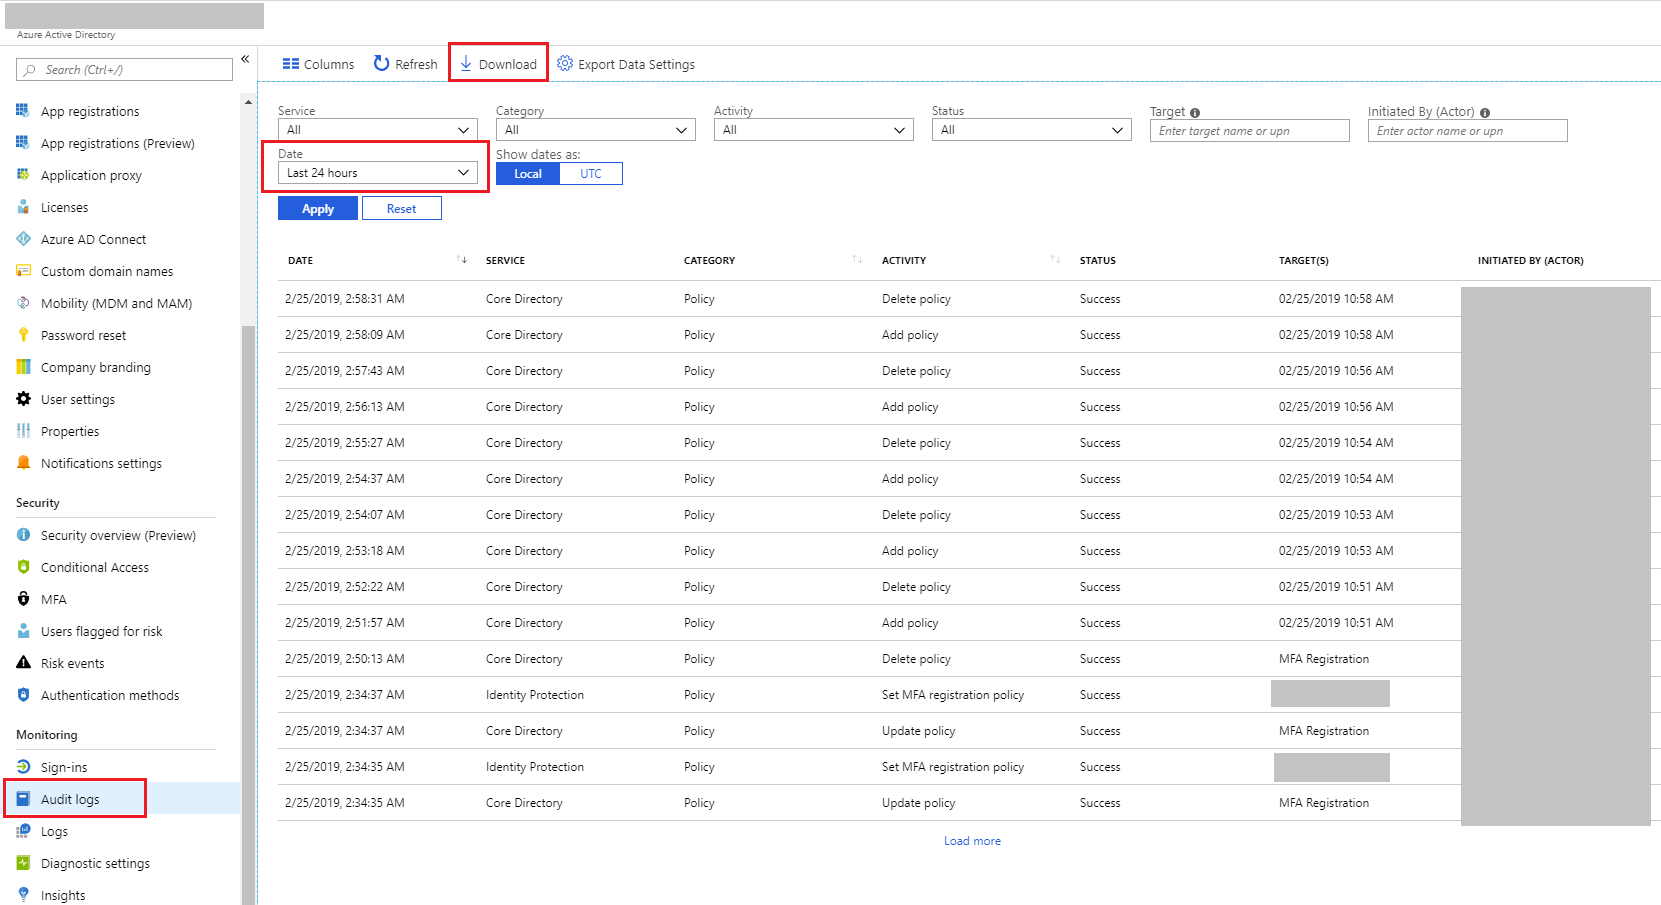 Azure Active Directory
Search (Ctrl+/)
«
App registrations
App registrations (Preview)
Application proxy
Licenses
Azure AD Connect
Custom domain names
Mobility (MDM and MAM)
Password reset
Company branding
User settings
Properties
Notifications settings
Security
Security overview (Preview)
Conditional Access
MFA
Users flagged for risk
Risk events
Authentication methods
Monitoring
Sign-ins
Audit logs
Logs
Diagnostic settings
Insights
Columns Refresh Download Export Data Settings
Service Category Activity Status Target Initiated By (Actor)
All All All All Enter target name or upn Enter actor name or upn
Date Show dates as:
Last 24 hours Local UTC
Apply Reset
DATE SERVICE CATEGORY ACTIVITY STATUS TARGET(S) INITIATED BY (ACTOR)
2/25/2019, 2:58:31 AM Core Directory Policy Delete policy Success 02/25/2019 10:58 AM
2/25/2019, 2:58:09 AM Core Directory Policy Add policy Success 02/25/2019 10:58 AM
2/25/2019, 2:57:43 AM Core Directory Policy Delete policy Success 02/25/2019 10:56 AM
2/25/2019, 2:56:13 AM Core Directory Policy Add policy Success 02/25/2019 10:56 AM
2/25/2019, 2:55:27 AM Core Directory Policy Delete policy Success 02/25/2019 10:54 AM
2/25/2019, 2:54:37 AM Core Directory Policy Add policy Success 02/25/2019 10:54 AM
2/25/2019, 2:54:07 AM Core Directory Policy Delete policy Success 02/25/2019 10:53 AM
2/25/2019, 2:53:18 AM Core Directory Policy Add policy Success 02/25/2019 10:53 AM
2/25/2019, 2:52:22 AM Core Directory Policy Delete policy Success 02/25/2019 10:51 AM
2/25/2019, 2:51:57 AM Core Directory Policy Add policy Success 02/25/2019 10:51 AM
2/25/2019, 2:50:13 AM Core Directory Policy Delete policy Success MFA Registration
2/25/2019, 2:34:37 AM Identity Protection Policy Set MFA registration policy Success
2/25/2019, 2:34:37 AM Core Directory Policy Update policy Success MFA Registration
2/25/2019, 2:34:35 AM Identity Protection Policy Set MFA registration policy Success
2/25/2019, 2:34:35 AM Core Directory Policy Update policy Success MFA Registration
Load more